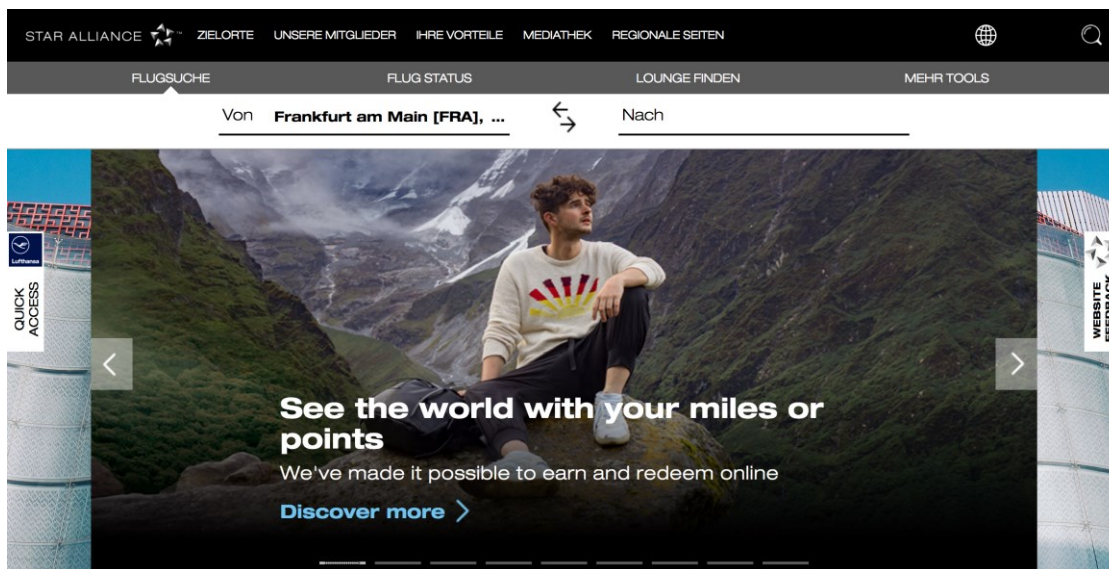 STAR ALLIANCE ™ ZIELORTE UNSERE MITGLIEDER IHRE VORTEILE MEDIATHEK REGIONALE SEITEN
FLUGSUCHE FLUG STATUS LOUNGE FINDEN MEHR TOOLS
Von Frankfurt am Main [FRA], ... Nach
Lufthansa
QUICK
ACCESS
WEBSITE
FEEDBACK
See the world with your miles or
points
We've made it possible to earn and redeem online
Discover more